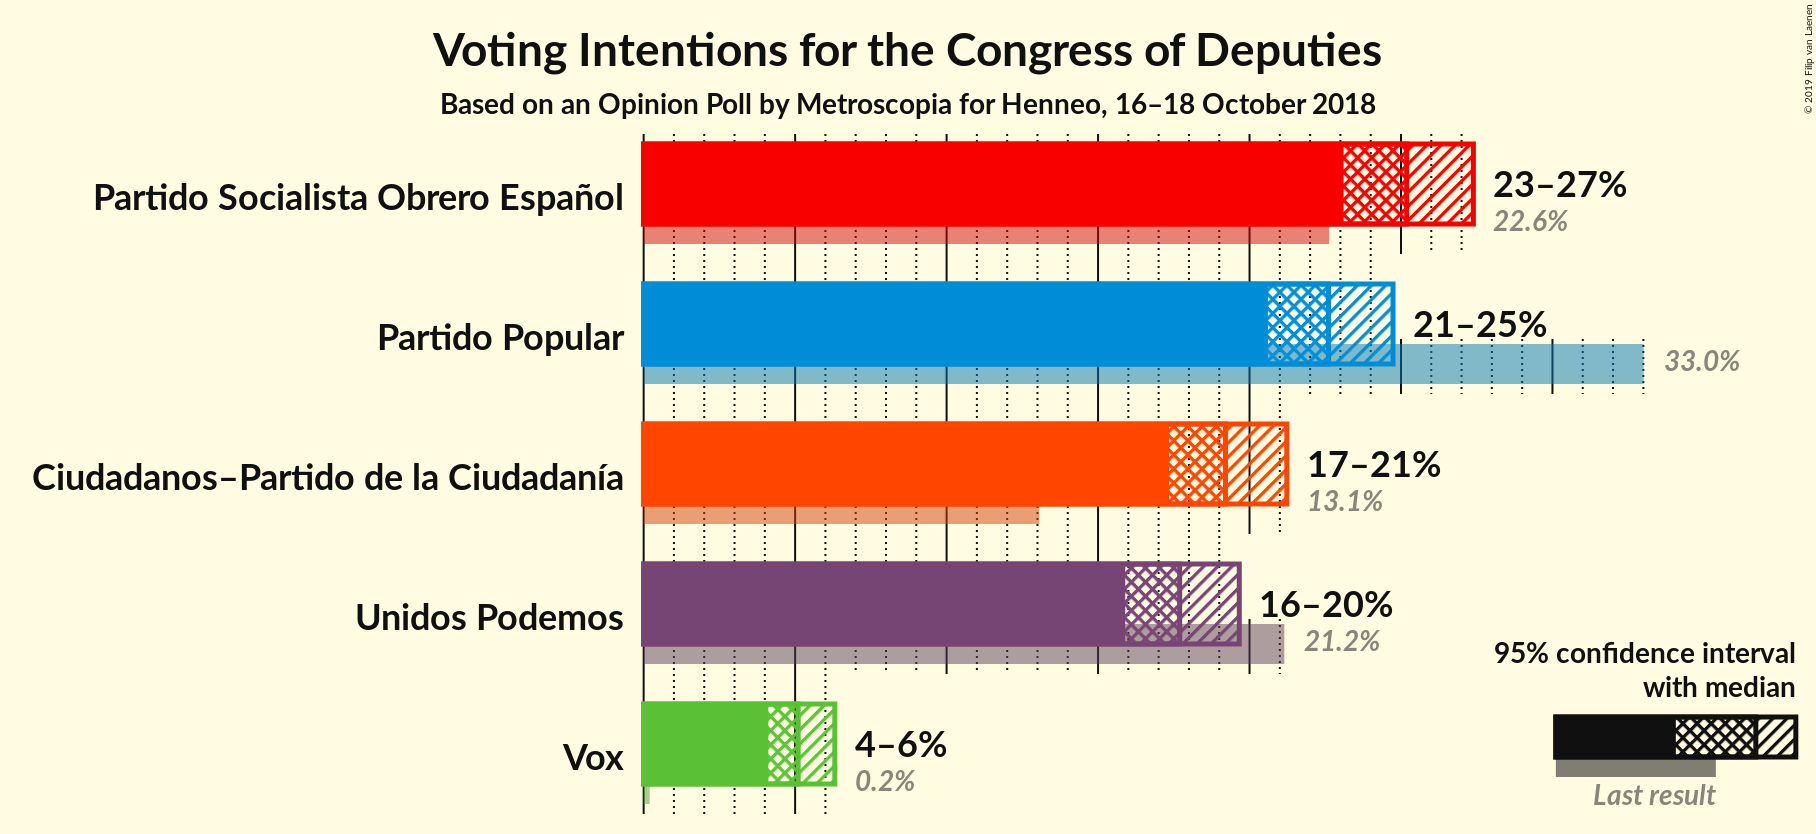 Voting Intentions for the Congress of Deputies
Based on an Opinion Poll by Metroscopia for Henneo, 16–18 October 2018
© 2019 Filip van Laenen
Partido Socialista Obrero Español
23–27%
22.6%
Partido Popular
21–25%
33.0%
Ciudadanos–Partido de la Ciudadanía
17–21%
13.1%
Unidos Podemos
16–20%
21.2%
Vox
4–6%
0.2%
95% confidence interval
with median
Last result